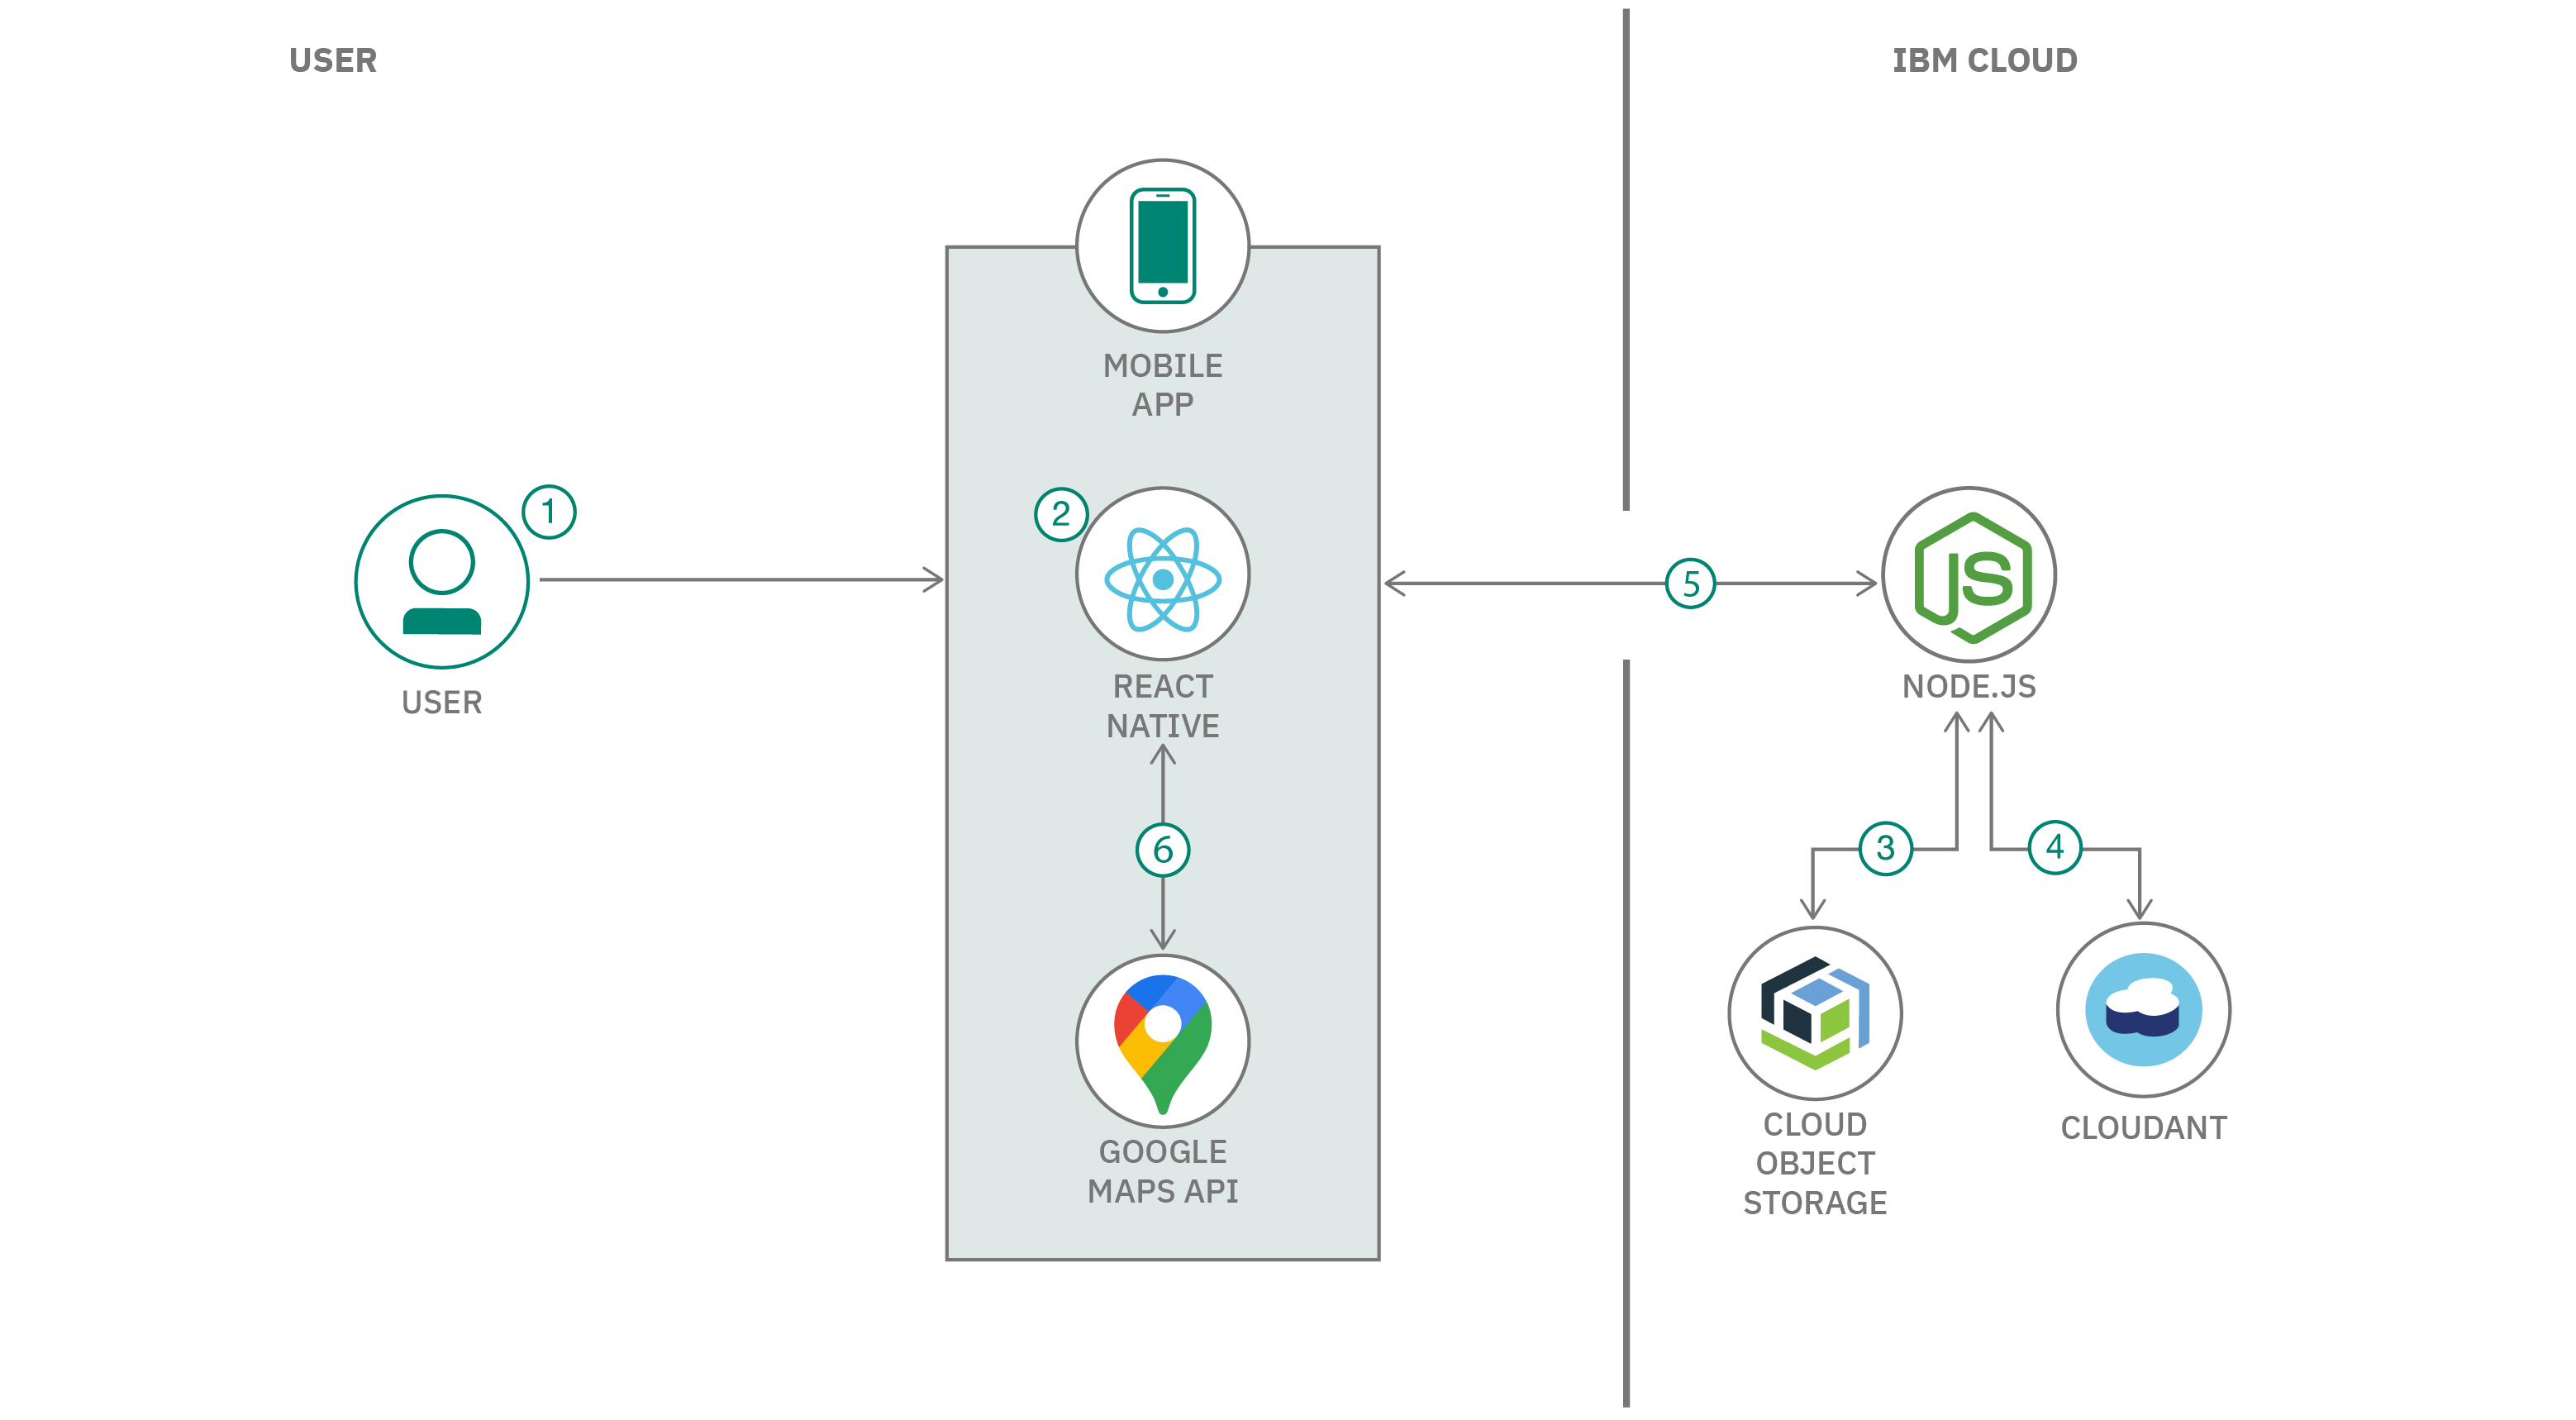 USER
IBM CLOUD
MOBILE
APP
1
USER
2
REACT
NATIVE
5
JS
NODE.JS
6
3
4
GOOGLE
MAPS API
CLOUD
OBJECT
STORAGE
CLOUDANT